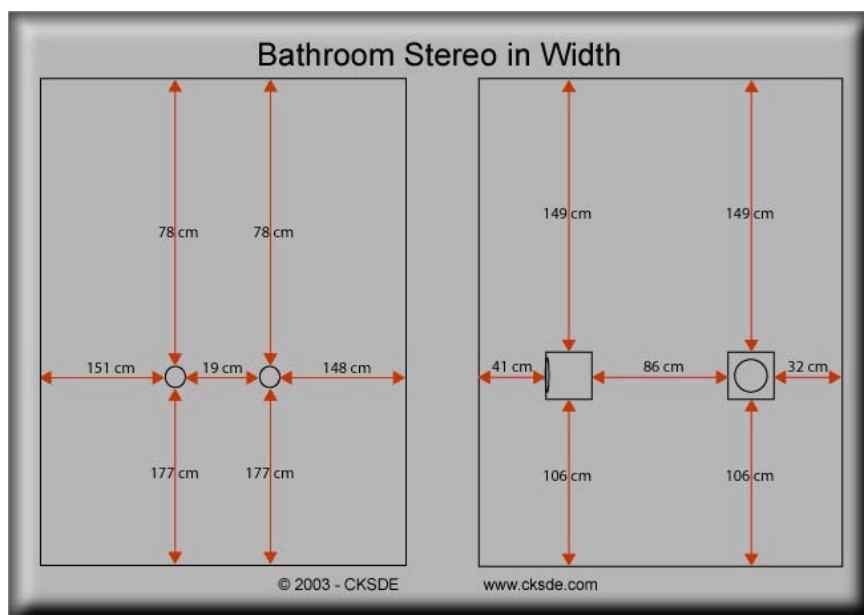 Bathroom Stereo in Width
78 cm
78 cm
151 cm
19 cm
148 cm
177 cm
177 cm
149 cm
149 cm
41 cm
86 cm
32 cm
106 cm
106 cm
© 2003 - CKSDE
www.cksde.com